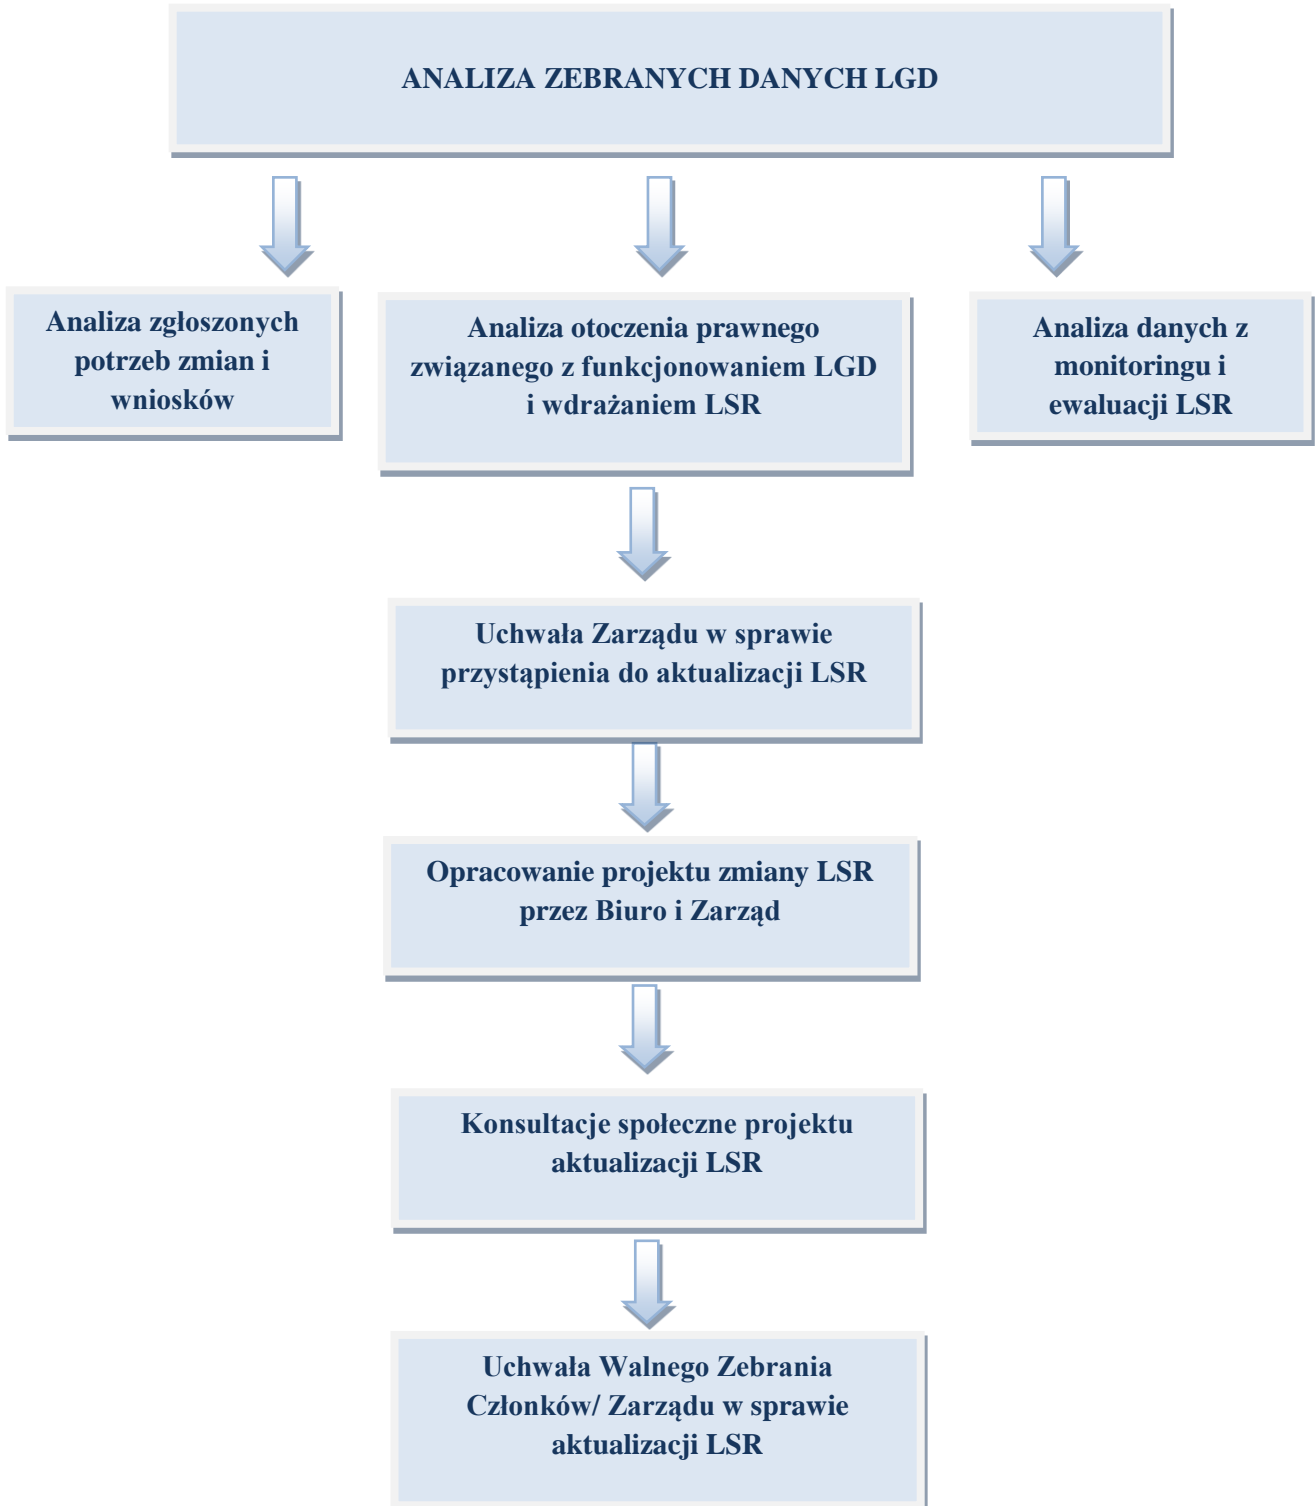 ANALIZA ZEBRANYCH DANYCH LGD
Analiza zgłoszonych
potrzeb zmian i
wniosków
Analiza otoczenia prawnego
związanego z funkcjonowaniem LGD
i wdrażaniem LSR
Analiza danych z
monitoringu i
ewaluacji LSR
Uchwała Zarządu w sprawie
przystąpienia do aktualizacji LSR
Opracowanie projektu zmiany LSR
przez Biuro i Zarząd
Konsultacje społeczne projektu
aktualizacji LSR
Uchwała Walnego Zebrania
Członków/ Zarządu w sprawie
aktualizacji LSR